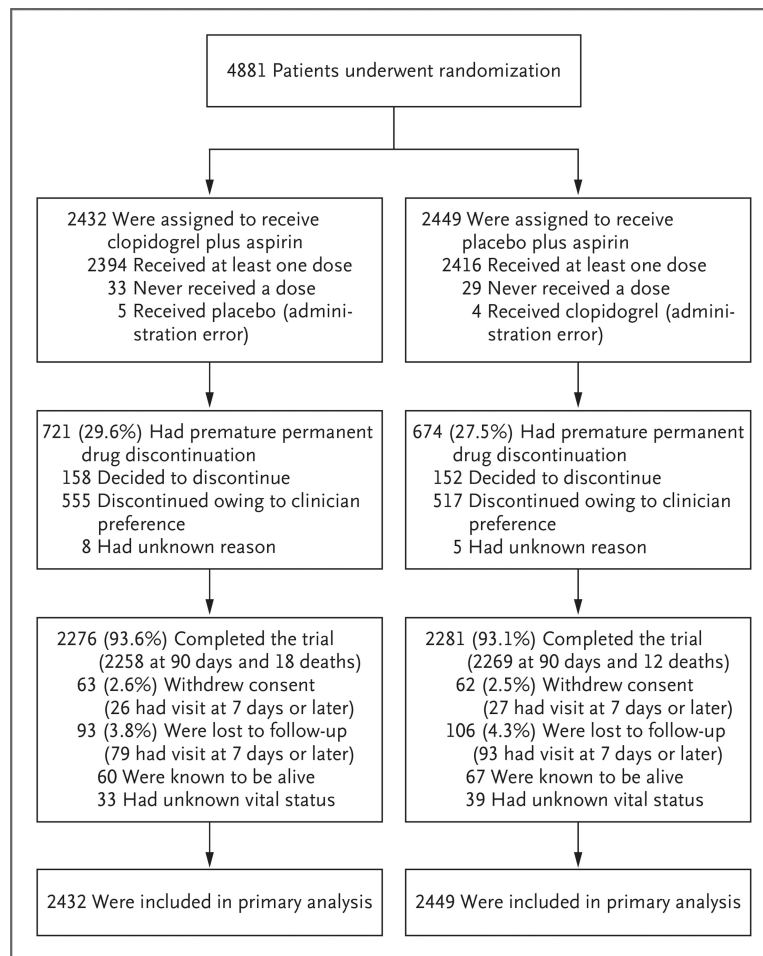 4881 Patients underwent randomization
2432 Were assigned to receive
clopidogrel plus aspirin
2394 Received at least one dose
33 Never received a dose
5 Received placebo (admini-
stration error)
2449 Were assigned to receive
placebo plus aspirin
2416 Received at least one dose
29 Never received a dose
4 Received clopidogrel (admini-
stration error)
721 (29.6%) Had premature permanent
drug discontinuation
158 Decided to discontinue
555 Discontinued owing to clinician
preference
8 Had unknown reason
674 (27.5%) Had premature permanent
drug discontinuation
152 Decided to discontinue
517 Discontinued owing to clinician
preference
5 Had unknown reason
2276 (93.6%) Completed the trial
(2258 at 90 days and 18 deaths)
63 (2.6%) Withdrew consent
(26 had visit at 7 days or later)
93 (3.8%) Were lost to follow-up
(79 had visit at 7 days or later)
60 Were known to be alive
33 Had unknown vital status
2281 (93.1%) Completed the trial
(2269 at 90 days and 12 deaths)
62 (2.5%) Withdrew consent
(27 had visit at 7 days or later)
106 (4.3%) Were lost to follow-up
(93 had visit at 7 days or later)
67 Were known to be alive
39 Had unknown vital status
2432 Were included in primary analysis
2449 Were included in primary analysis